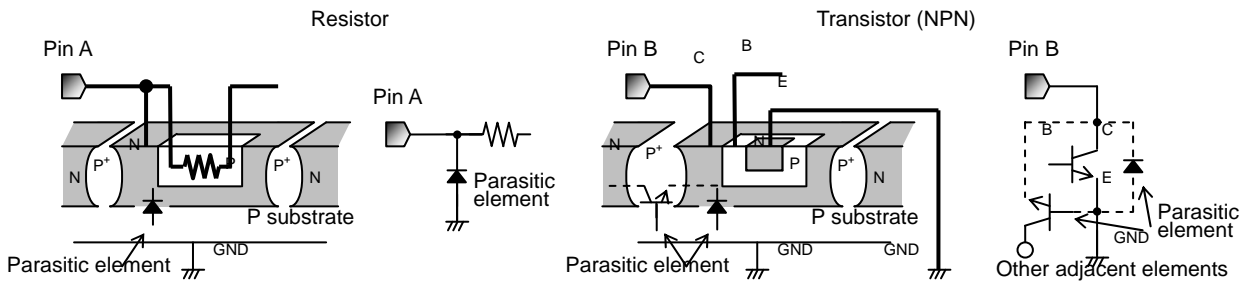 Resistor
Transistor (NPN)
Pin A
Pin B
C
B
E
Pin B
Pin A
N
P
N
P+
P+
N
N
P+
N
P
P+
N
B
C
E
Parasitic
element
P substrate
P substrate
Parasitic
element
GND
GND
GND
GND
Parasitic element
Parasitic element
Other adjacent elements